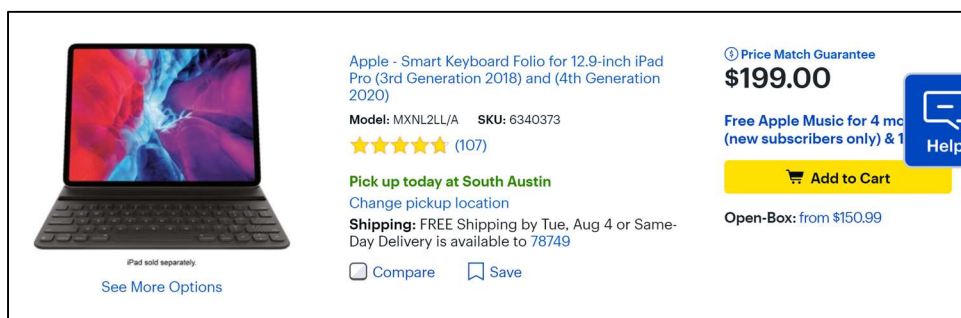 Apple - Smart Keyboard Folio for 12.9-inch iPad
Pro (3rd Generation 2018) and (4th Generation
2020)
Model: MXNL2LL/A SKU: 6340373
(107)
Pick up today at South Austin
Change pickup location
Shipping: FREE Shipping by Tue, Aug 4 or Same-
Day Delivery is available to 78749
Compare Save
iPad sold separately.
See More Options
Price Match Guarantee
$199.00
Free Apple Music for 4 mo
(new subscribers only) & 1
Help
Add to Cart
Open-Box: from $150.99